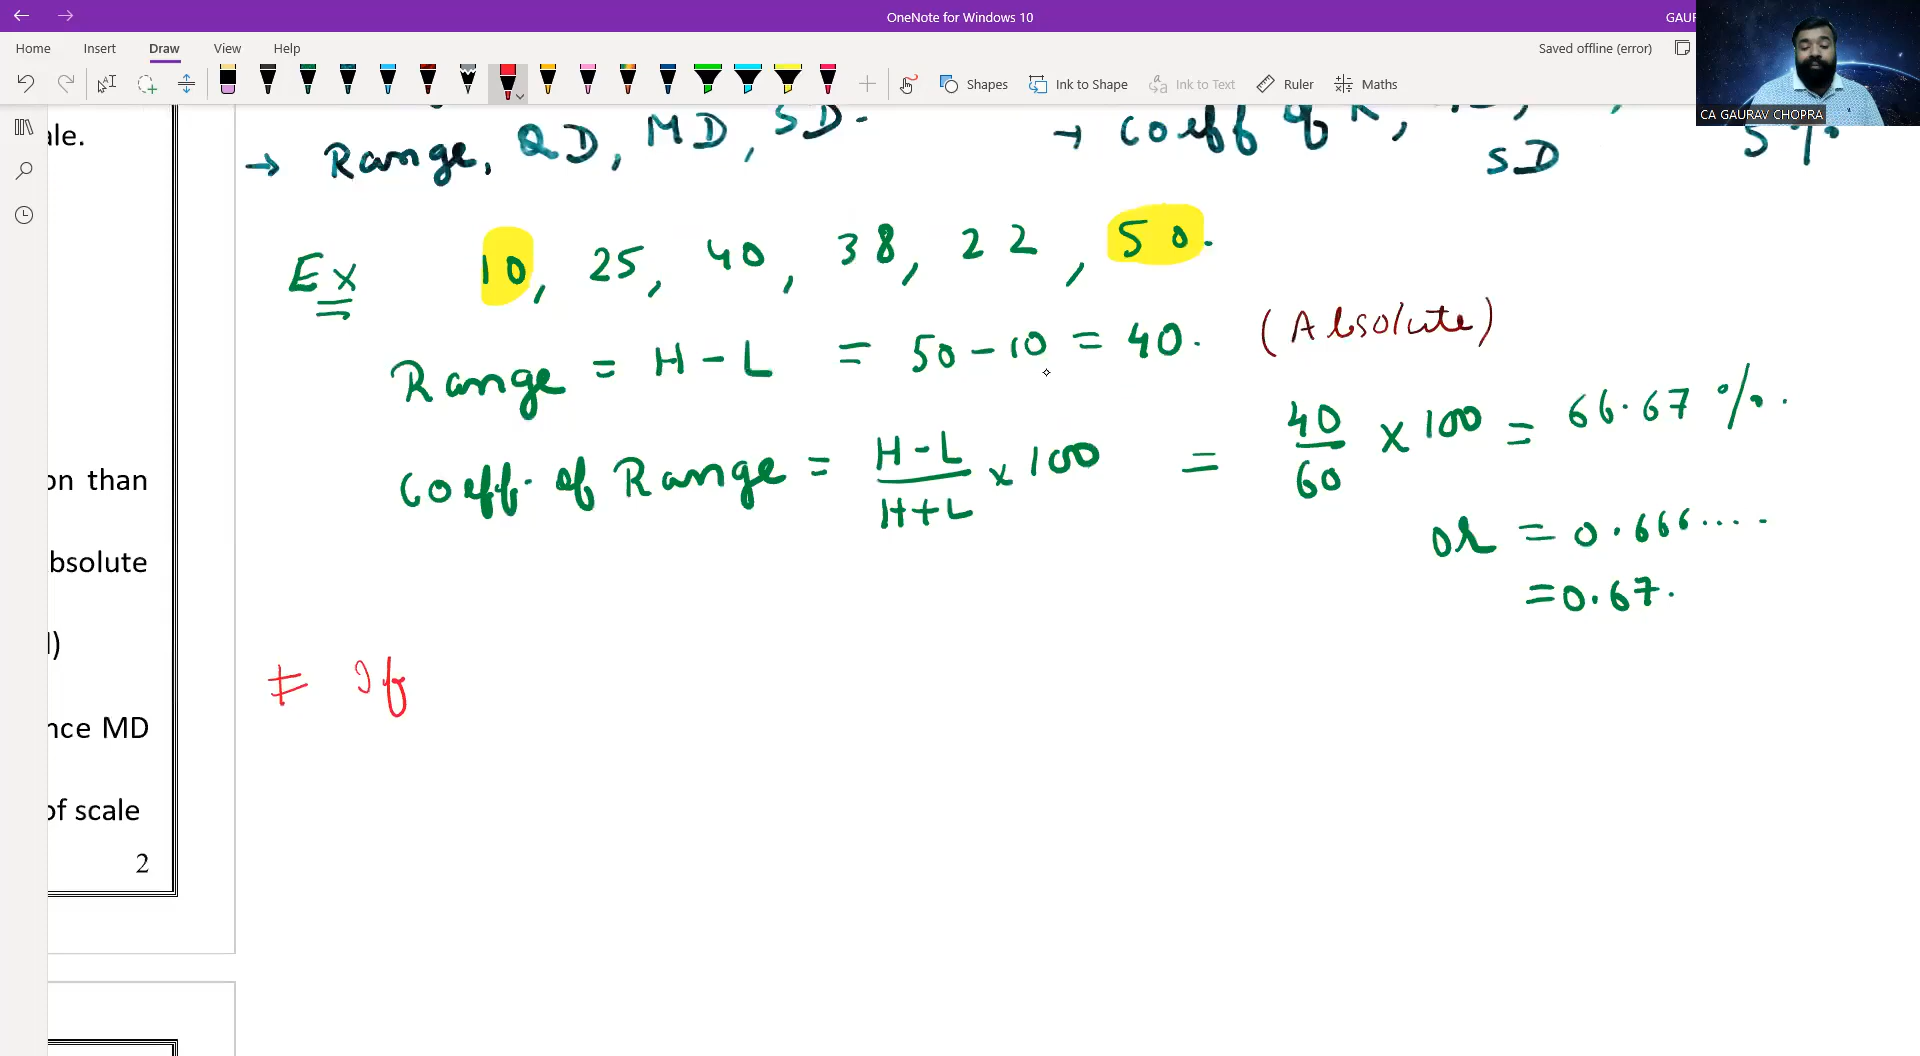 OneNote for Windows 10
GAUR
Home Insert Draw View Help
Saved offline (error)
Shapes Ink to Shape Ink to Text Ruler Maths
CA GAURAV CHOPRA
ale.
on than
bsolute
nce MD
of scale
2
→ Range, QD, MD, SD.
→ Coeff of R,
SD
Ex 10, 25, 40, 38, 22, 50.
Range = H - L = 50 - 10 = 40. (Absolute)
Coeff. of Range = H-L/H+L × 100 = 40/60 × 100 = 66.67 %.
or = 0.666.....
= 0.67.
If